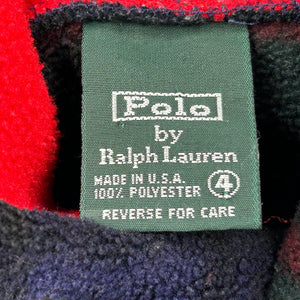 Polo
by
Ralph Lauren
MADE IN U.S.A.
100% POLYESTER 4
REVERSE FOR CARE